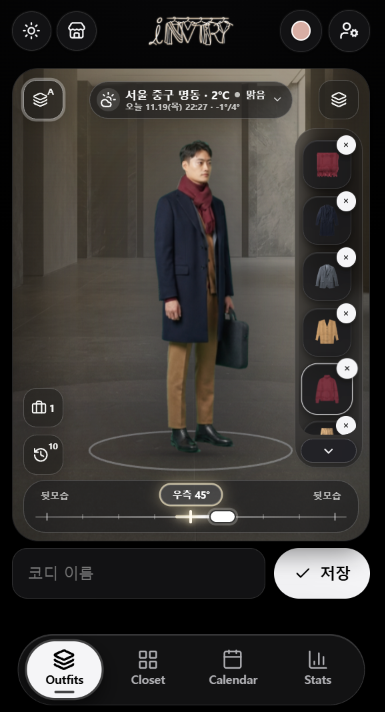 iNVTRY
A
서울 중구 명동 · 2°C 맑음
오늘 11.19(목) 22:27 · -1°/4°
1
10
뒷모습
우측 45°
뒷모습
코디 이름
저장
Outfits
Closet
Calendar
Stats